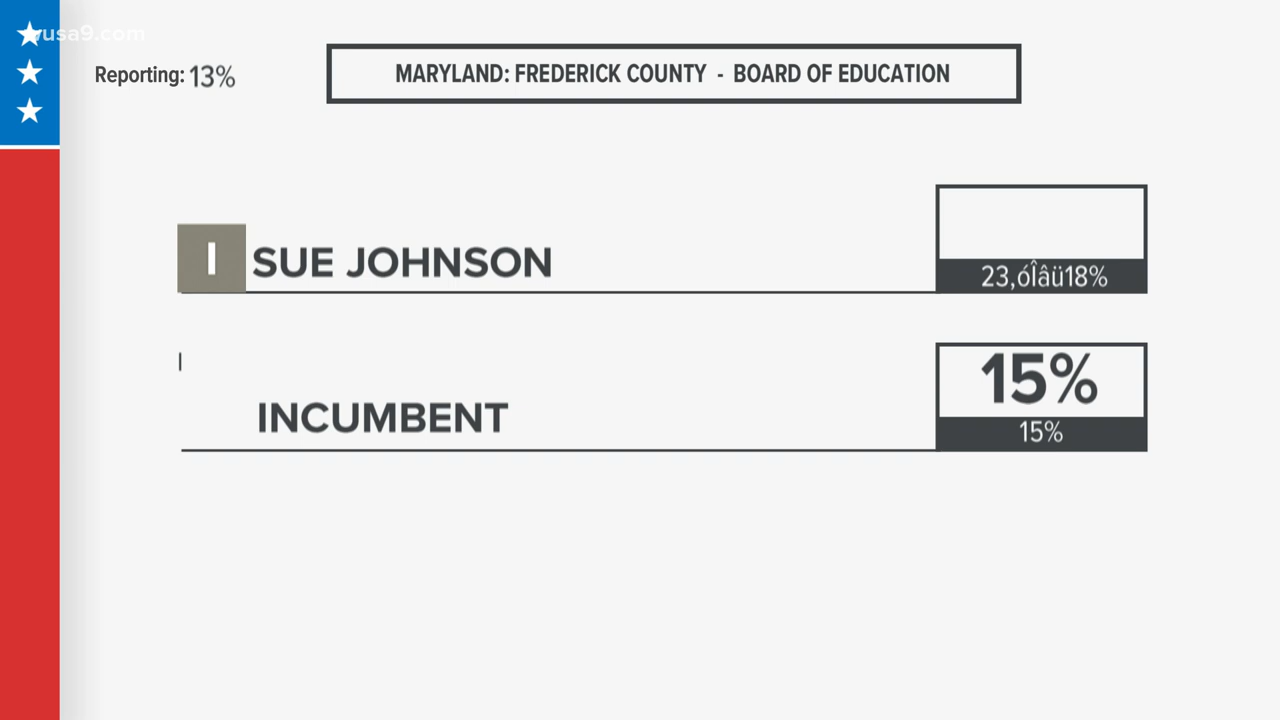 wusa9.com
Reporting: 13%
MARYLAND: FREDERICK COUNTY - BOARD OF EDUCATION
I SUE JOHNSON
23,óÎâü18%
I
15%
INCUMBENT
15%